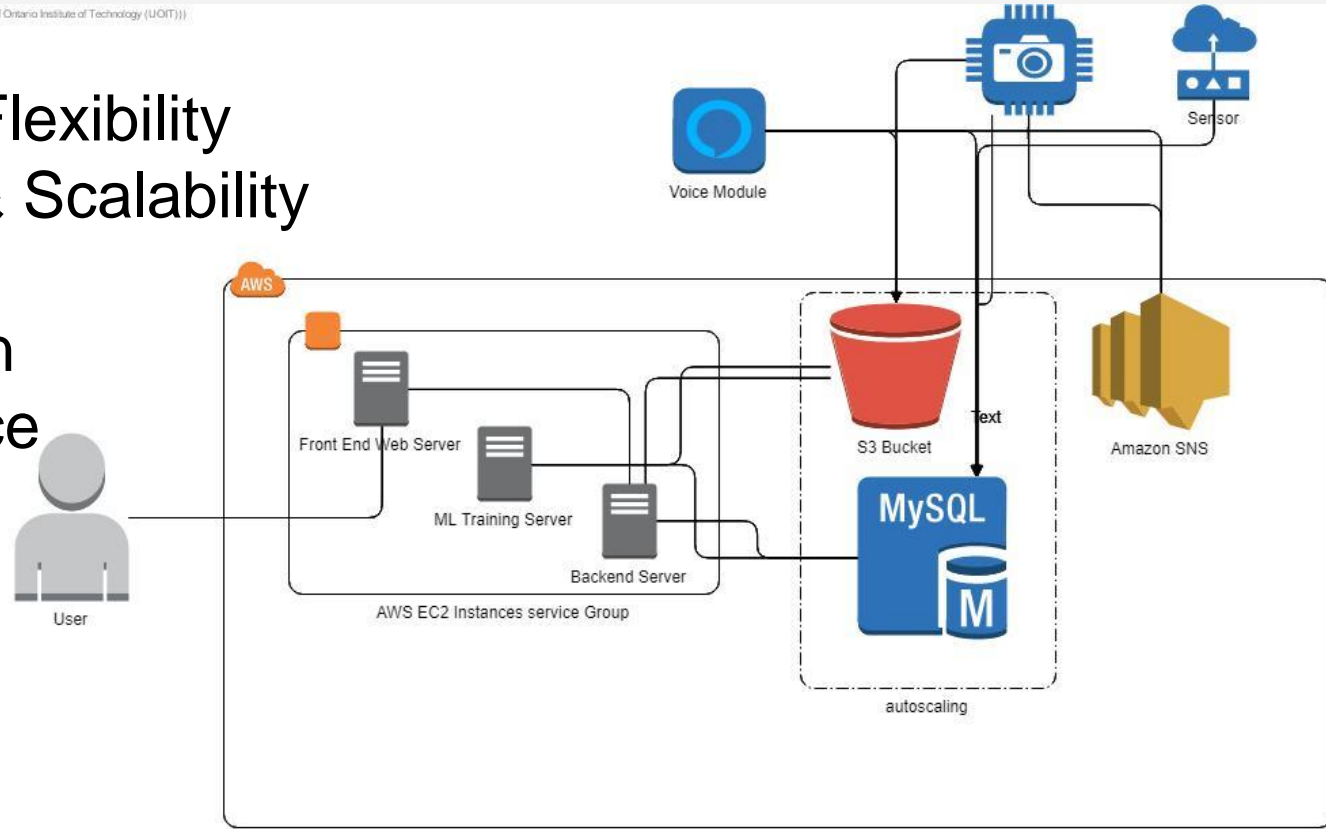 Ontario Institute of Technology (UOIT)))
Flexibility
& Scalability
Sensor
Voice Module
AWS
Front End Web Server
Text
S3 Bucket
Amazon SNS
ML Training Server
MySQL
Backend Server
M
AWS EC2 Instances service Group
User
autoscaling